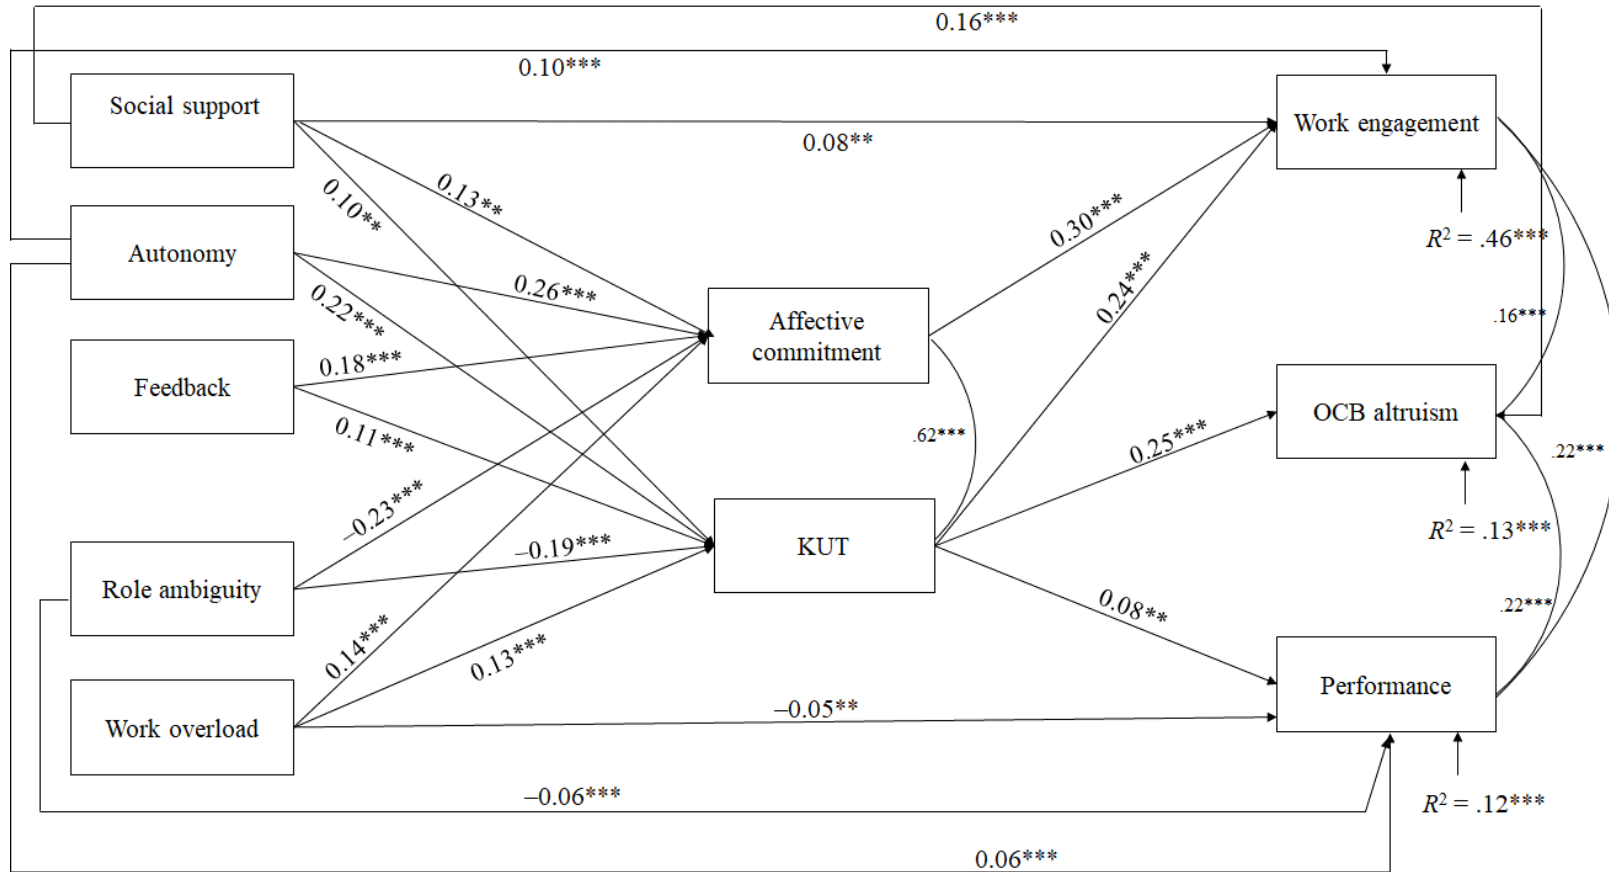 0.16***
0.10***
Social support
0.08**
Work engagement
0.13**
0.10**
0.30***
R² = .46***
Autonomy
0.26***
0.22***
0.24***
.16***
Affective
commitment
0.18***
Feedback
0.11***
.62***
0.25***
OCB altruism
.22***
–0.23***
–0.19***
KUT
R² = .13***
Role ambiguity
0.08**
.22***
0.14***
0.13***
Performance
Work overload
–0.05**
–0.06***
R² = .12***
0.06***